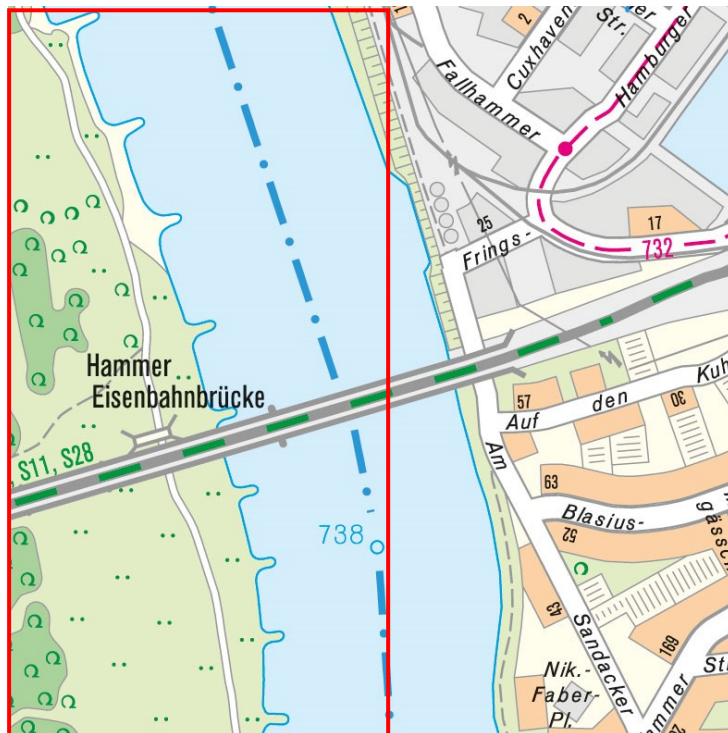 Cuxhaven
Str.
Hamburger
2
Fallhammer
25
Frings-
17
732
Hammer
Eisenbahnbrücke
S11, S28
57
Auf den Kuh
30
Am
Sandacker
63
Blasius-
gässch
52
738
43
169
Nik.-
Faber-
Pl.